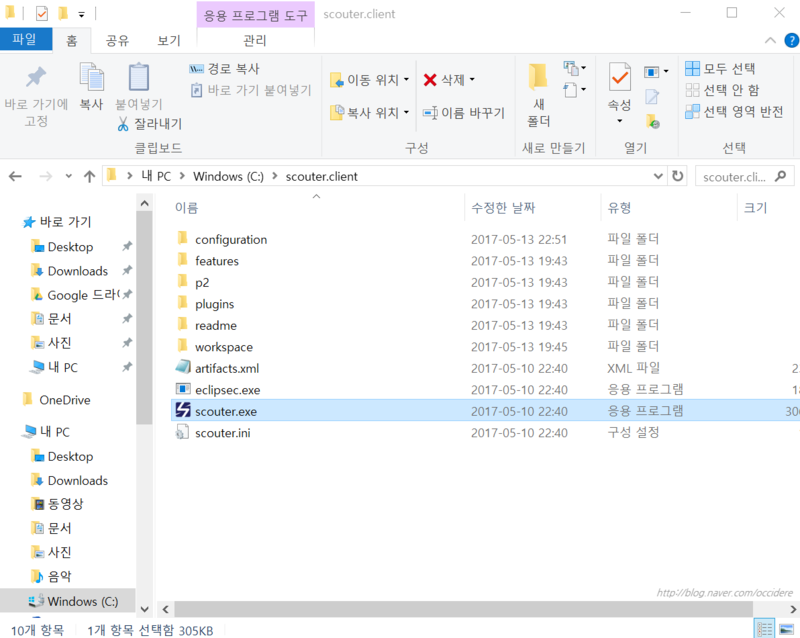 응용 프로그램 도구 scouter.client
파일 홈 공유 보기 관리
바로 가기에 고정
복사
붙여넣기
경로 복사
바로 가기 붙여넣기
잘라내기
클립보드
이동 위치
복사 위치
삭제
이름 바꾸기
구성
새 폴더
새로 만들기
속성
열기
모두 선택
선택 안 함
선택 영역 반전
선택
내 PC > Windows (C:) > scouter.client
scouter.cli...
바로 가기
Desktop
Downloads
Google 드라
문서
사진
내 PC
OneDrive
내 PC
Desktop
Downloads
동영상
문서
사진
음악
Windows (C:)
이름 수정한 날짜 유형 크기
configuration 2017-05-13 22:51 파일 폴더
features 2017-05-13 19:43 파일 폴더
p2 2017-05-13 19:43 파일 폴더
plugins 2017-05-13 19:43 파일 폴더
readme 2017-05-13 19:43 파일 폴더
workspace 2017-05-13 19:45 파일 폴더
artifacts.xml 2017-05-10 22:40 XML 파일
eclipsec.exe 2017-05-10 22:40 응용 프로그램
scouter.exe 2017-05-10 22:40 응용 프로그램
scouter.ini 2017-05-10 22:40 구성 설정
http://blog.naver.com/occidere
10개 항목 1개 항목 선택함 305KB